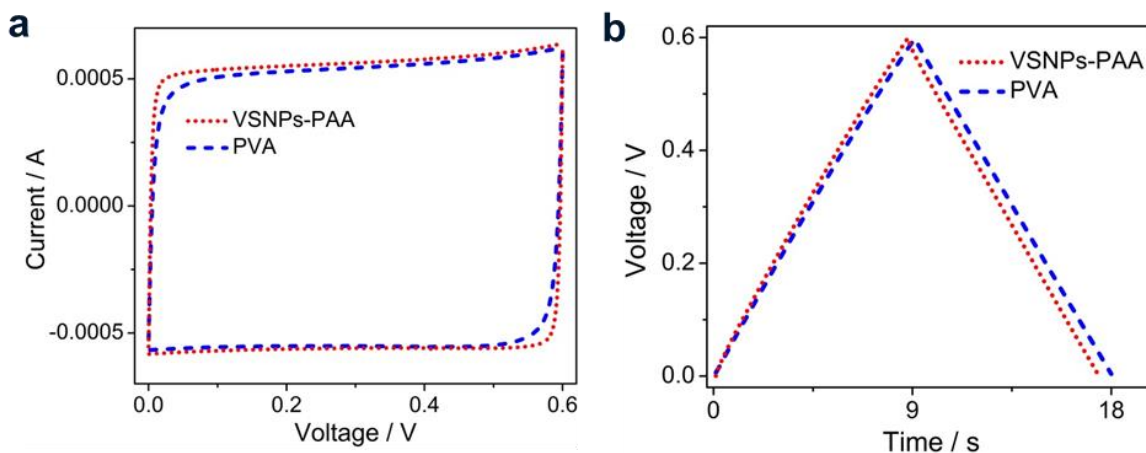 a
0.0005
0.0000
-0.0005
Current / A
VSNPs-PAA
PVA
0.0
0.2
0.4
0.6
Voltage / V
b
0.6
0.4
0.2
0.0
Voltage / V
VSNPs-PAA
PVA
0
9
18
Time / s